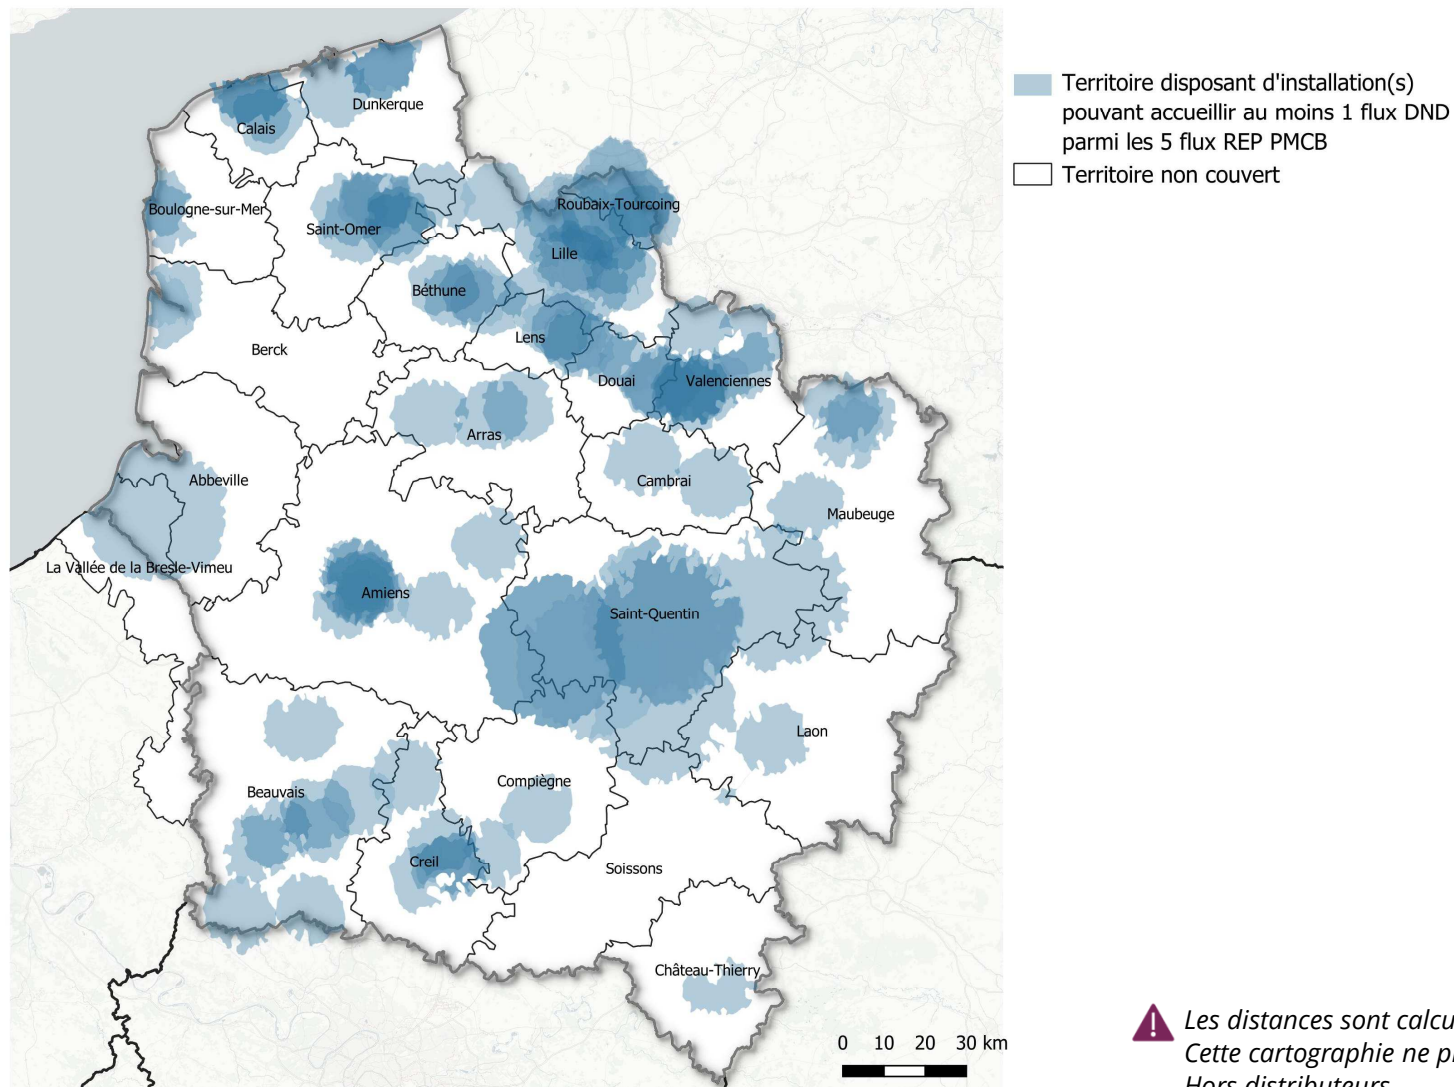 Territoire disposant d'installation(s)
pouvant accueillir au moins 1 flux DND
parmi les 5 flux REP PMCB
Territoire non couvert
Dunkerque
Calais
Boulogne-sur-Mer
Saint-Omer
Roubaix-Tourcoing
Lille
Béthune
Lens
Berck
Douai
Valenciennes
Arras
Abbeville
Cambrai
Maubeuge
La Vallée de la Bresle-Vimeu
Amiens
Saint-Quentin
Laon
Compiègne
Beauvais
Creil
Soissons
Château-Thierry
0 10 20 30 km
Les distances sont calcu
Cette cartographie ne p
Hors distributeurs